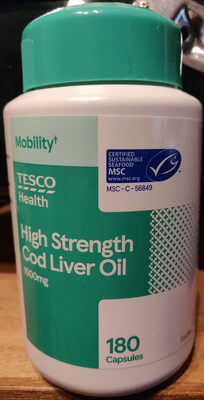 Mobility†
TESCO
Health
High Strength
Cod Liver Oil
1000mg
CERTIFIED
SUSTAINABLE
SEAFOOD
MSC
www.msc.org
MSC-C-56849
180
Capsules